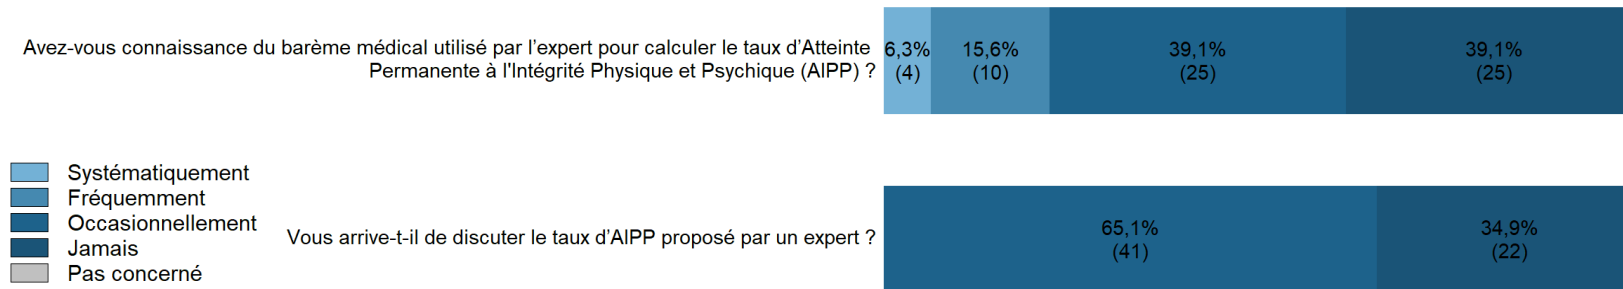 Avez-vous connaissance du barème médical utilisé par l’expert pour calculer le taux d’Atteinte
Permanente à l'Intégrité Physique et Psychique (AIPP) ?
6,3% 15,6% 39,1% 39,1%
(4) (10) (25) (25)
Systématiquement
Fréquemment
Occasionnellement
Jamais
Pas concerné
Vous arrive-t-il de discuter le taux d’AIPP proposé par un expert ?
65,1% 34,9%
(41) (22)